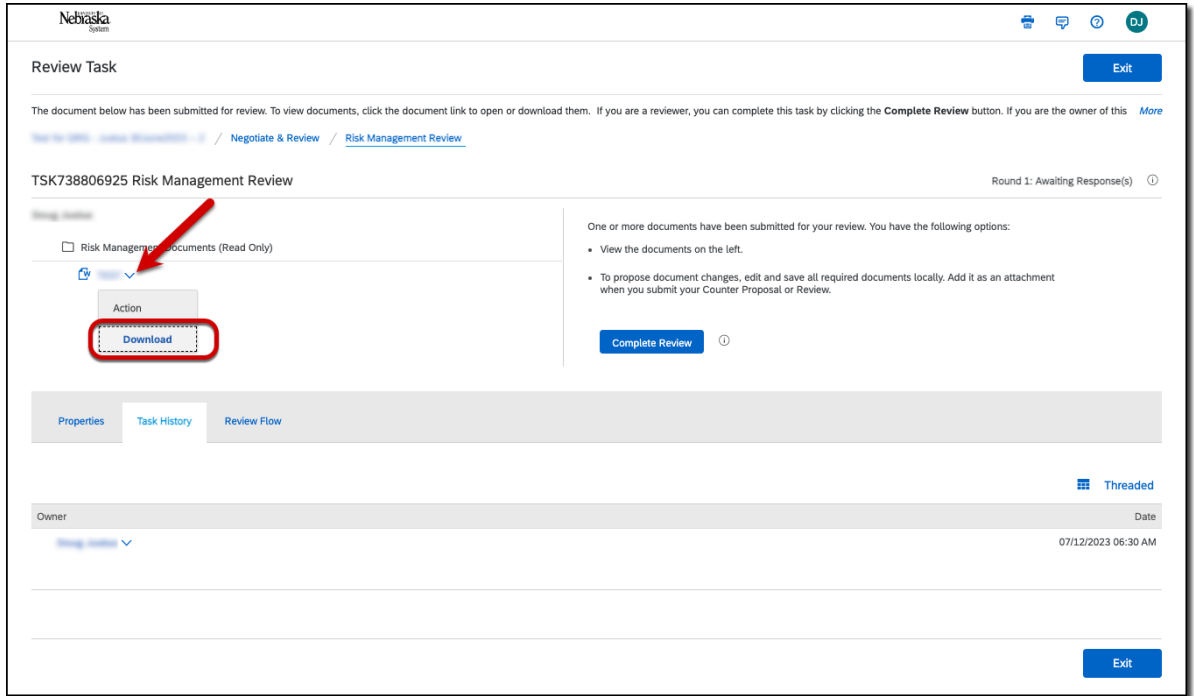 Nebraska
System
DJ
Review Task
Exit
The document below has been submitted for review. To view documents, click the document link to open or download them. If you are a reviewer, you can complete this task by clicking the Complete Review button. If you are the owner of this More
/ Negotiate & Review / Risk Management Review
TSK738806925 Risk Management Review
Round 1: Awaiting Response(s)
Risk Management Documents (Read Only)
Action
Download
One or more documents have been submitted for your review. You have the following options:
• View the documents on the left.
• To propose document changes, edit and save all required documents locally. Add it as an attachment
when you submit your Counter Proposal or Review.
Complete Review
Properties Task History Review Flow
Threaded
Owner Date
07/12/2023 06:30 AM
Exit